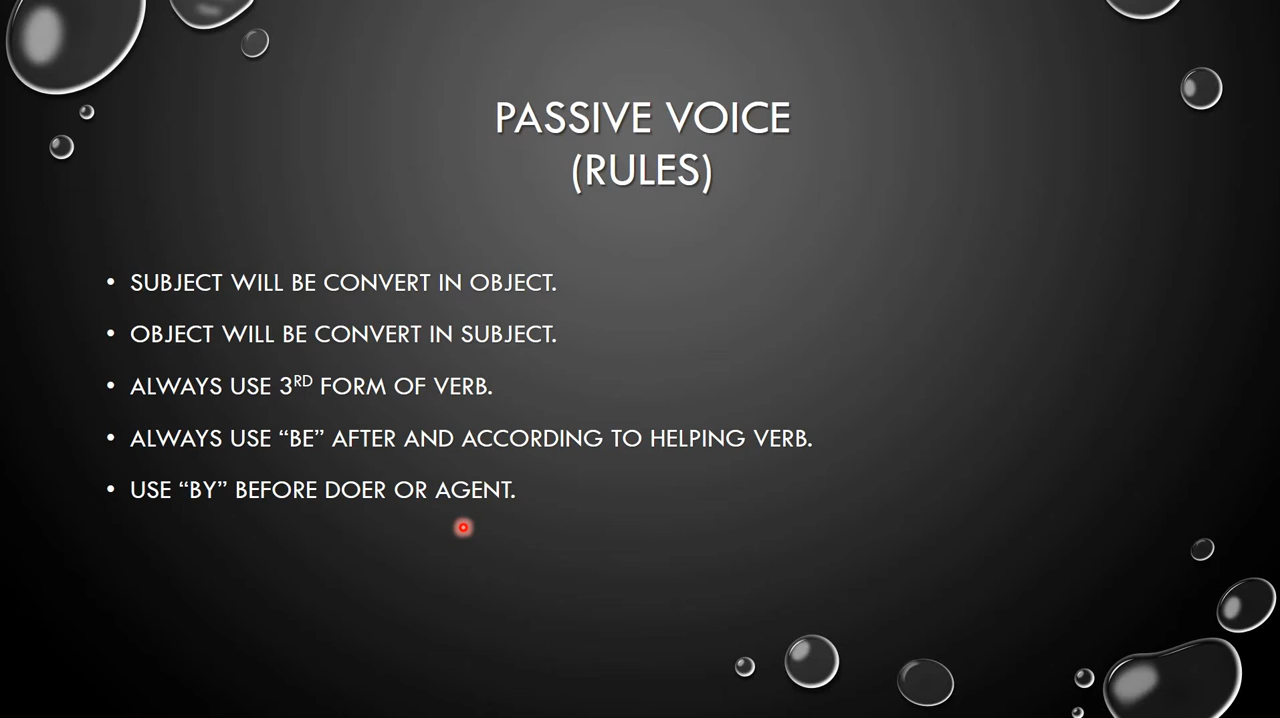 PASSIVE VOICE
(RULES)
• SUBJECT WILL BE CONVERT IN OBJECT.
• OBJECT WILL BE CONVERT IN SUBJECT.
• ALWAYS USE 3RD FORM OF VERB.
• ALWAYS USE “BE” AFTER AND ACCORDING TO HELPING VERB.
• USE “BY” BEFORE DOER OR AGENT.